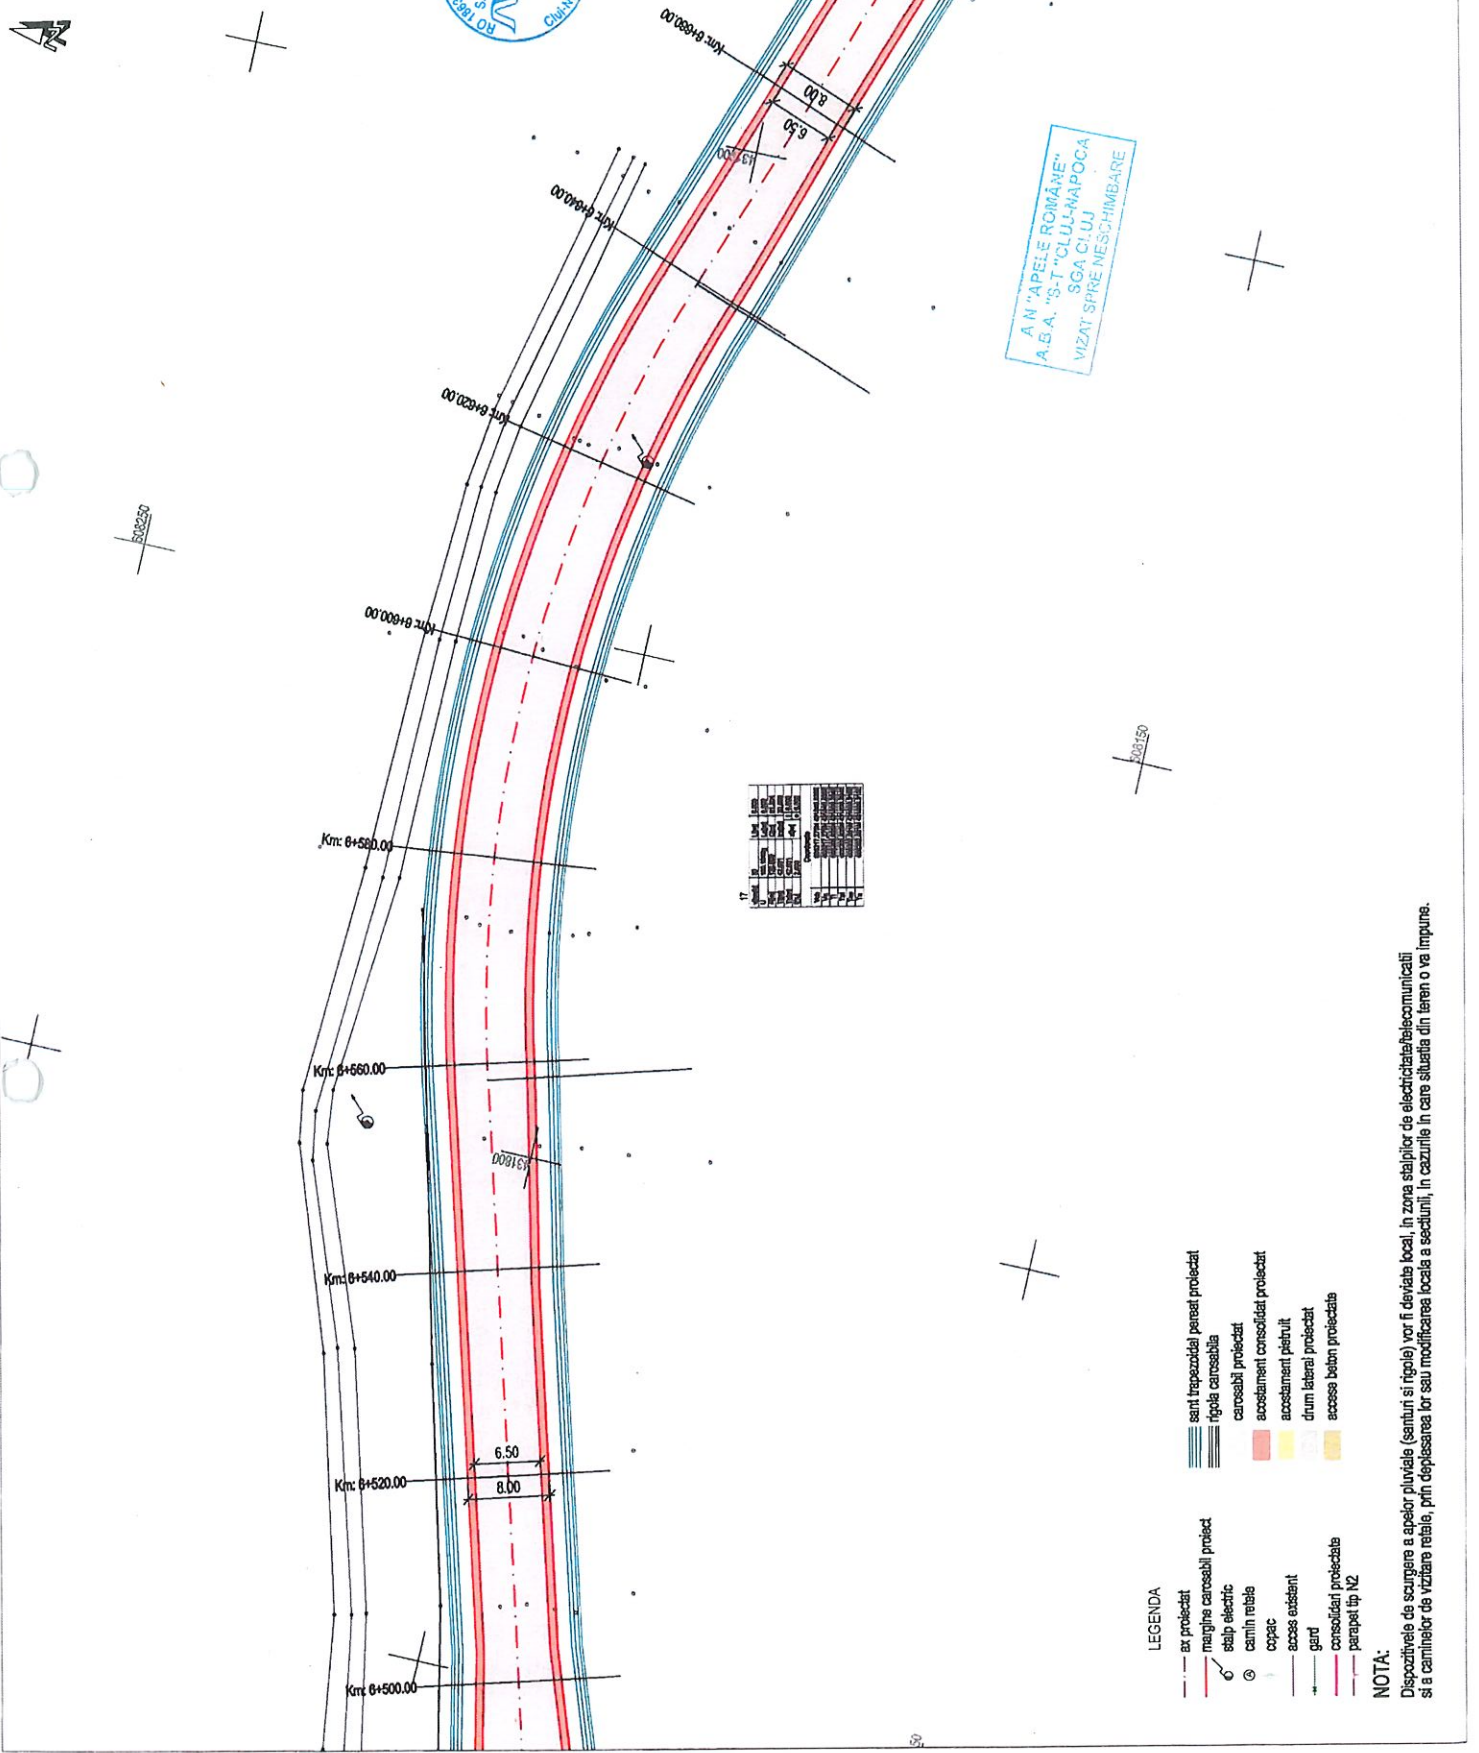 Km: 6+680.00
8.00
6.50
Km: 6+640.00
Km: 6+620.00
Km: 6+600.00
Km: 6+580.00
Km: 6+560.00
Km: 6+540.00
Km: 6+520.00
Km: 6+500.00
6.50
8.00
608250
608150
431800
RO
Cluj-N
A N "APELE ROMÂNE"
A.B.A. "S-T "CLUJ-NAPOCA
SGA CLUJ
VIZAT SPRE NESCHIMBARE
17
LEGENDA
ax proiectat
margine carosabil proiect
stalp electric
camin retele
copac
acces existent
gard
consolidari proiectate
parapet tip N2
sant trapezoidal pereat proiectat
rigola carosabila
carosabil proiectat
acostament consolidat proiectat
acostament pietruit
drum lateral proiectat
accese beton proiectate
NOTA:
Dispozitivele de scurgere a apelor pluviale (santuri si rigole) vor fi deviate local, in zona stalpilor de electricitate/telecomunicatii
si a caminelor de vizitare retele, prin deplasarea lor sau modificarea locala a sectiunii, in cazurile in care situatia din teren o va impune.